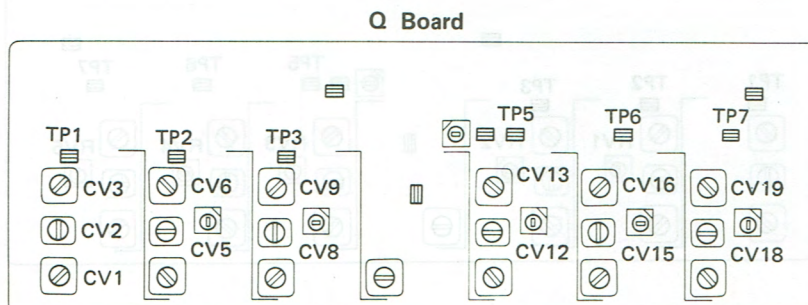 Q Board
TP1 TP2 TP3 TP5 TP6 TP7
CV3 CV6 CV9 CV13 CV16 CV19
CV2 CV5 CV8 CV12 CV15 CV18
CV1